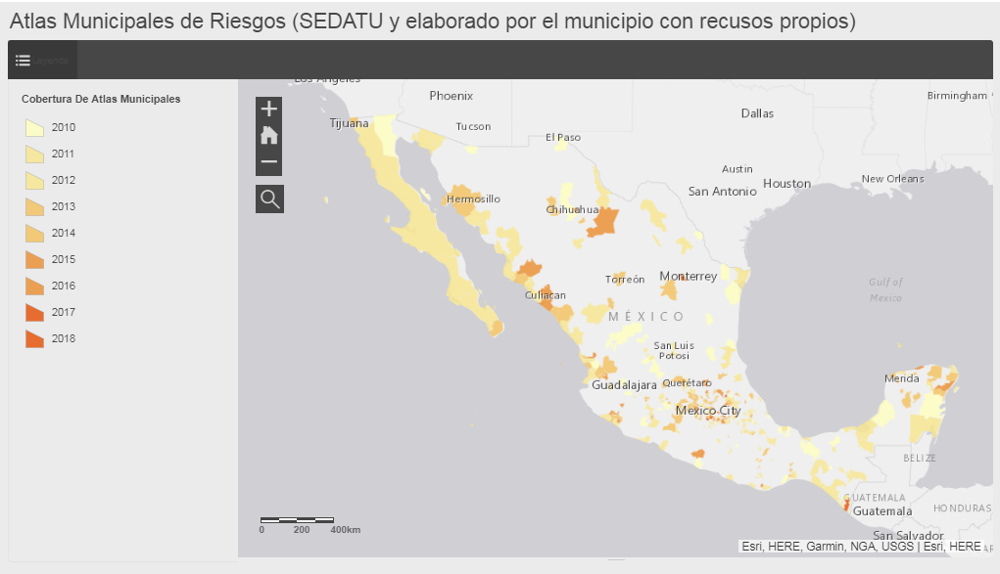 Atlas Municipales de Riesgos (SEDATU y elaborado por el municipio con recusos propios)
Leyenda
Cobertura De Atlas Municipales
2010
2011
2012
2013
2014
2015
2016
2017
2018
Los Angeles
Phoenix
Birmingham
Dallas
Tijuana
Tucson
El Paso
Austin
San Antonio
Houston
New Orleans
Hermosillo
Chihuahua
Torreón
Monterrey
Gulf of
Mexico
Culiacan
MÉXICO
San Luis
Potosi
Merida
Guadalajara
Querétaro
Mexico City
BELIZE
GUATEMALA
Guatemala
HONDURAS
San Salvador
0 200 400km
Esri, HERE, Garmin, NGA, USGS | Esri, HERE